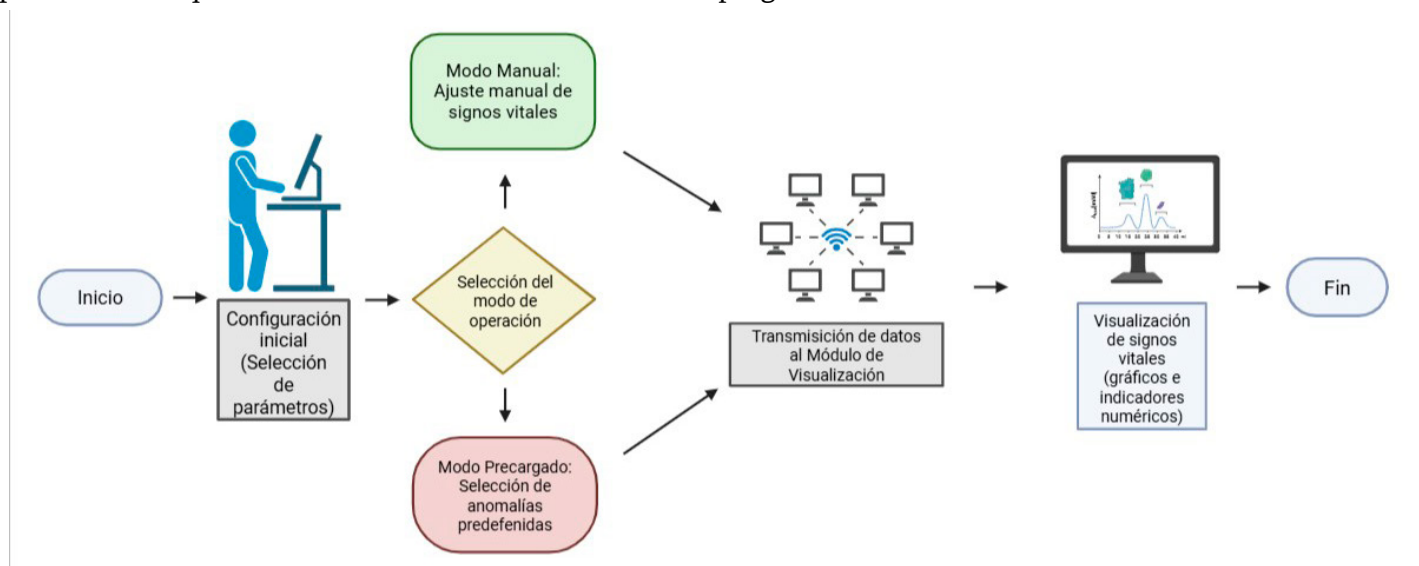 Modo Manual:
Ajuste manual de
signos vitales
Inicio
Configuración
inicial
(Selección
de
parámetros)
Selección del
modo de
operación
Modo Precargado:
Selección de
anomalías
predefenidas
Transmisición de datos
al Módulo de
Visualización
Visualización
de signos
vitales
(gráficos e
indicadores
numéricos)
Fin